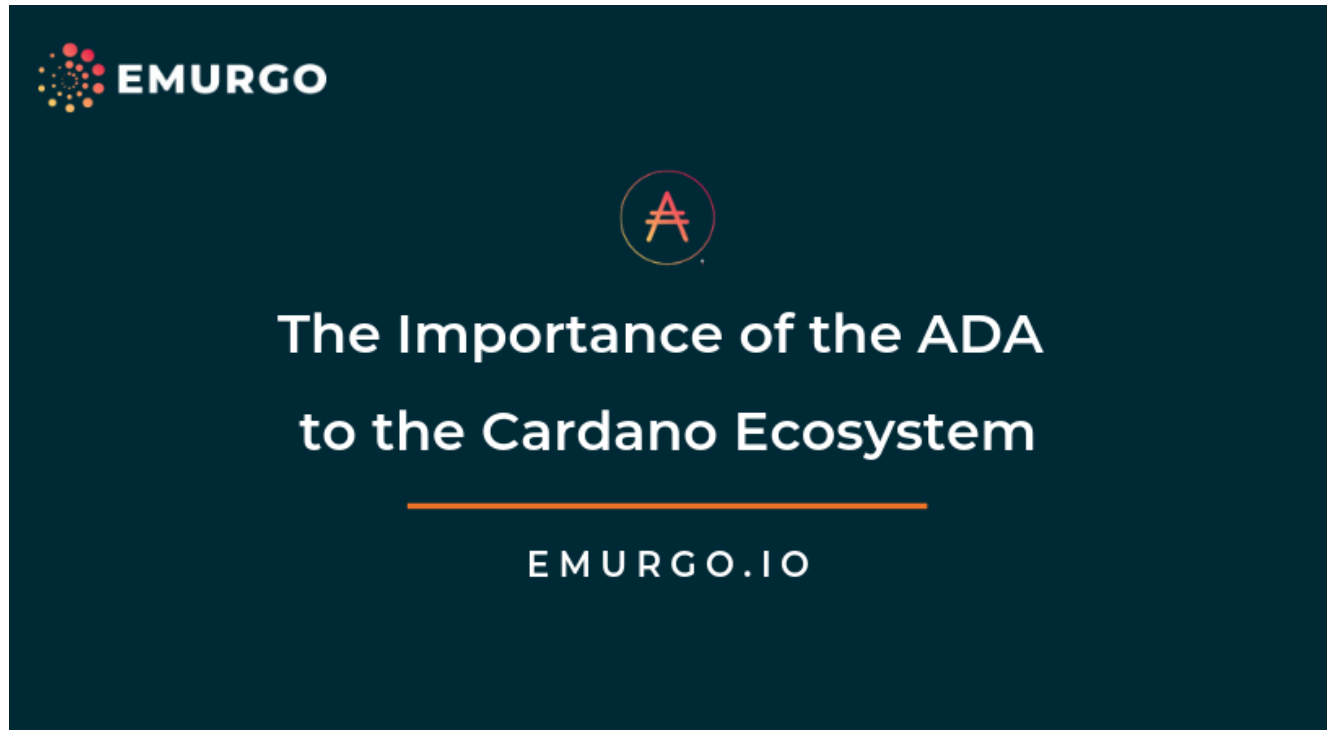 EMURGO
The Importance of the ADA
to the Cardano Ecosystem
EMURGO.IO